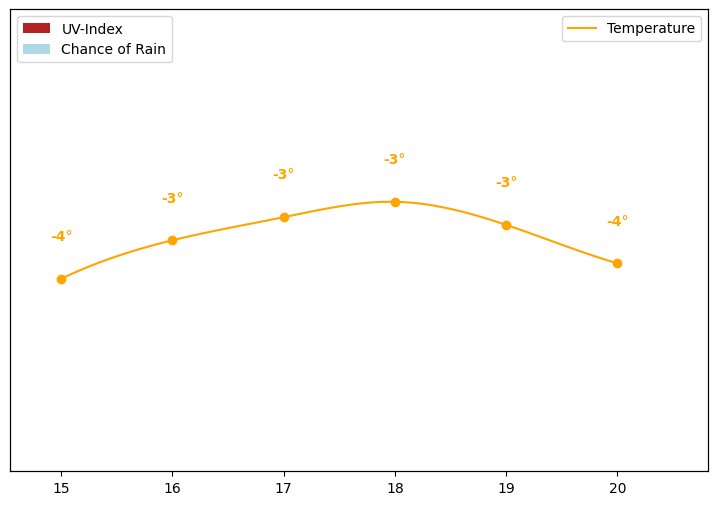 UV-Index
Chance of Rain
Temperature
-4° -3° -3° -3° -3° -4°
15 16 17 18 19 20